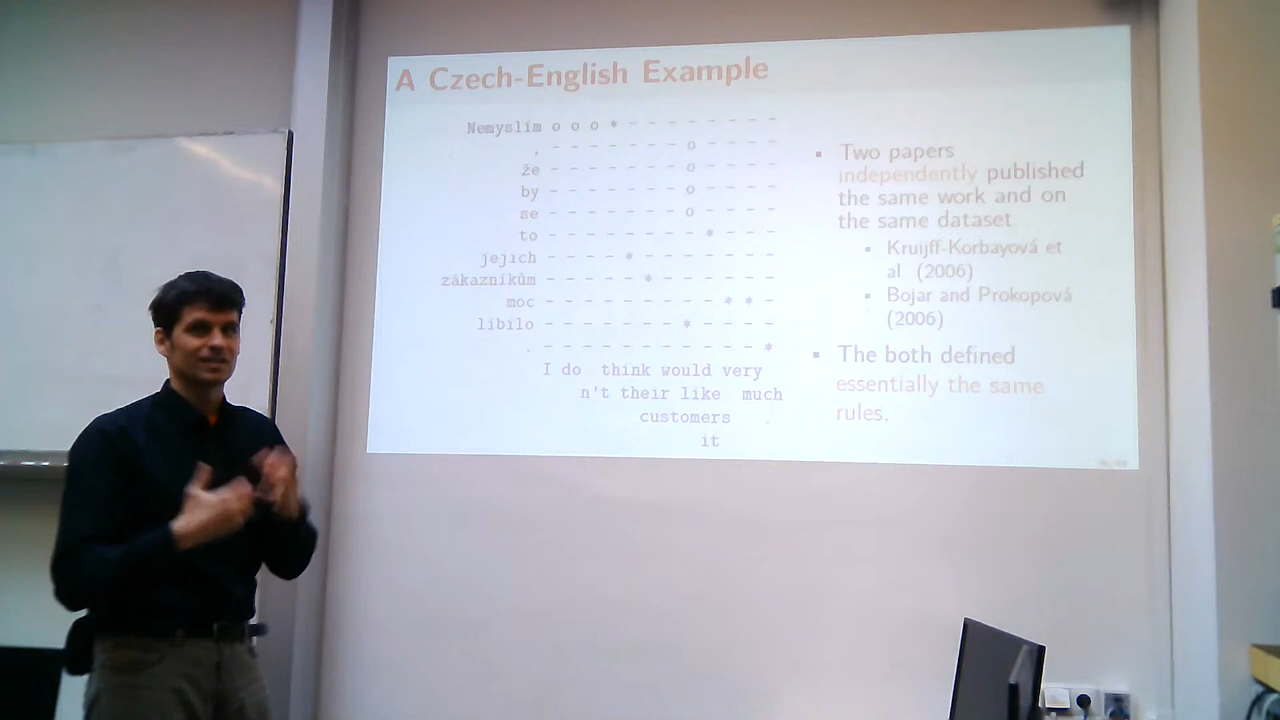 A Czech-English Example
Nemyslím o o o * - - - - - - - -
, - - - - - - - o - - - -
že - - - - - - - o - - - -
by - - - - - - - o - - - -
se - - - - - - - o - - - -
to - - - - - - - - * - - -
jejich - - - - * - - - - - - -
zákazníkům - - - - - * - - - - - -
moc - - - - - - - - - * * -
líbilo - - - - - - - * - - - -
. - - - - - - - - - - - *
I do think would very
n't their like much
customers .
it
▪ Two papers
independently published
the same work and on
the same dataset
▪ Kruijff-Korbayová et
al (2006)
▪ Bojar and Prokopová
(2006)
▪ The both defined
essentially the same
rules.